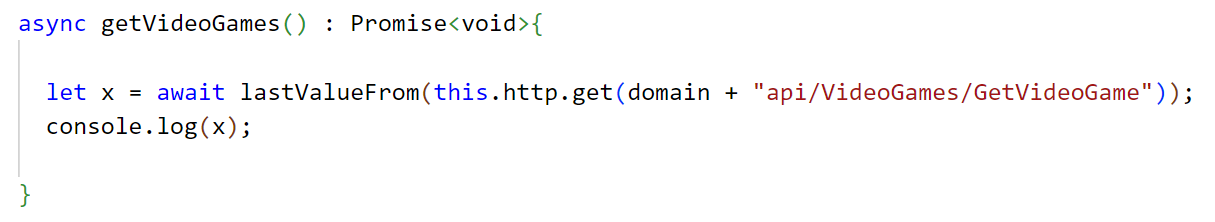 async getVideoGames() : Promise<void>{
let x = await lastValueFrom(this.http.get(domain + "api/VideoGames/GetVideoGame"));
console.log(x);
}